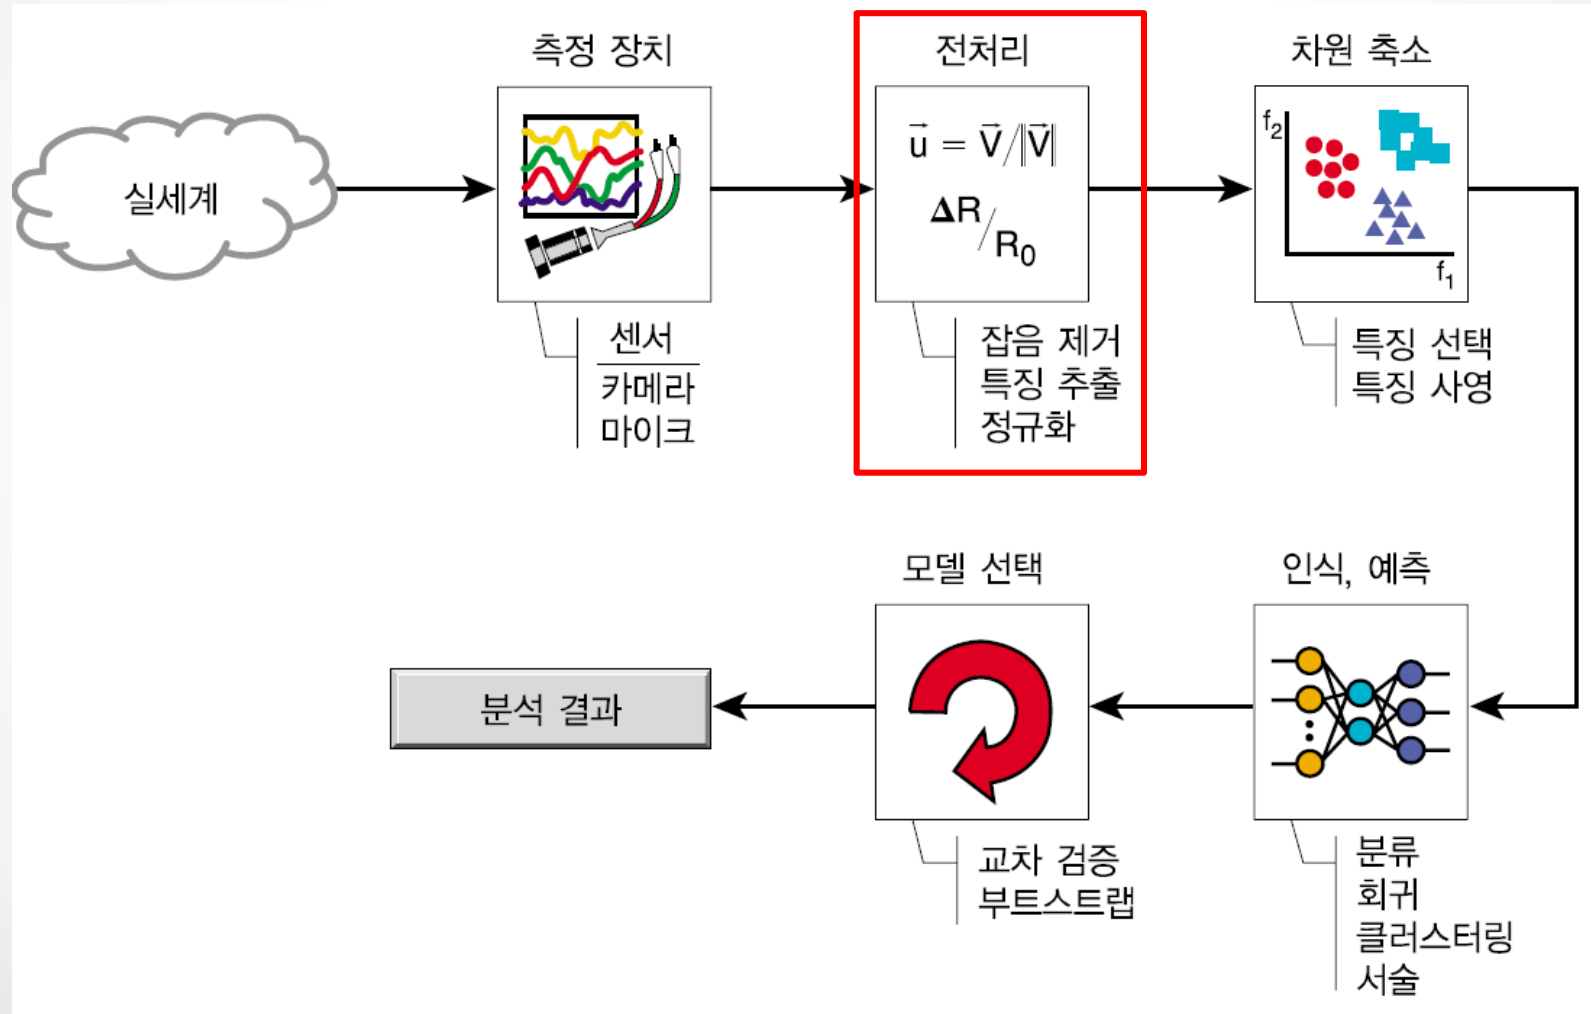 실세계
측정 장치
센서
카메라
마이크
전처리
u⃗ = V⃗/‖V⃗‖
ΔR/R₀
잡음 제거
특징 추출
정규화
차원 축소
f₂
f₁
특징 선택
특징 사영
인식, 예측
분류
회귀
클러스터링
서술
모델 선택
교차 검증
부트스트랩
분석 결과